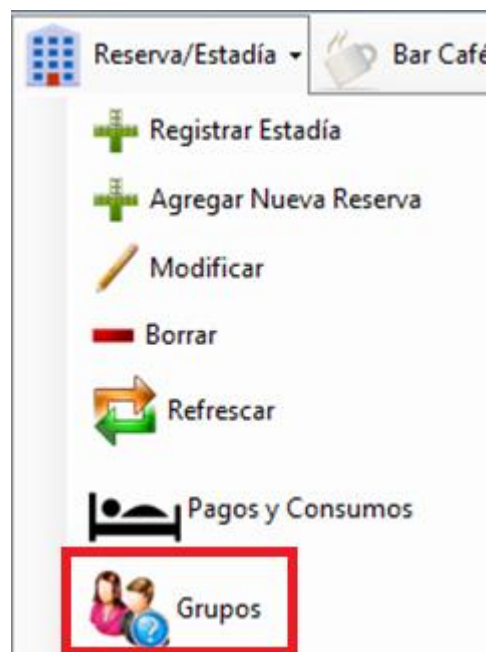 Reserva/Estadía Bar Café
Registrar Estadía
Agregar Nueva Reserva
Modificar
Borrar
Refrescar
Pagos y Consumos
Grupos